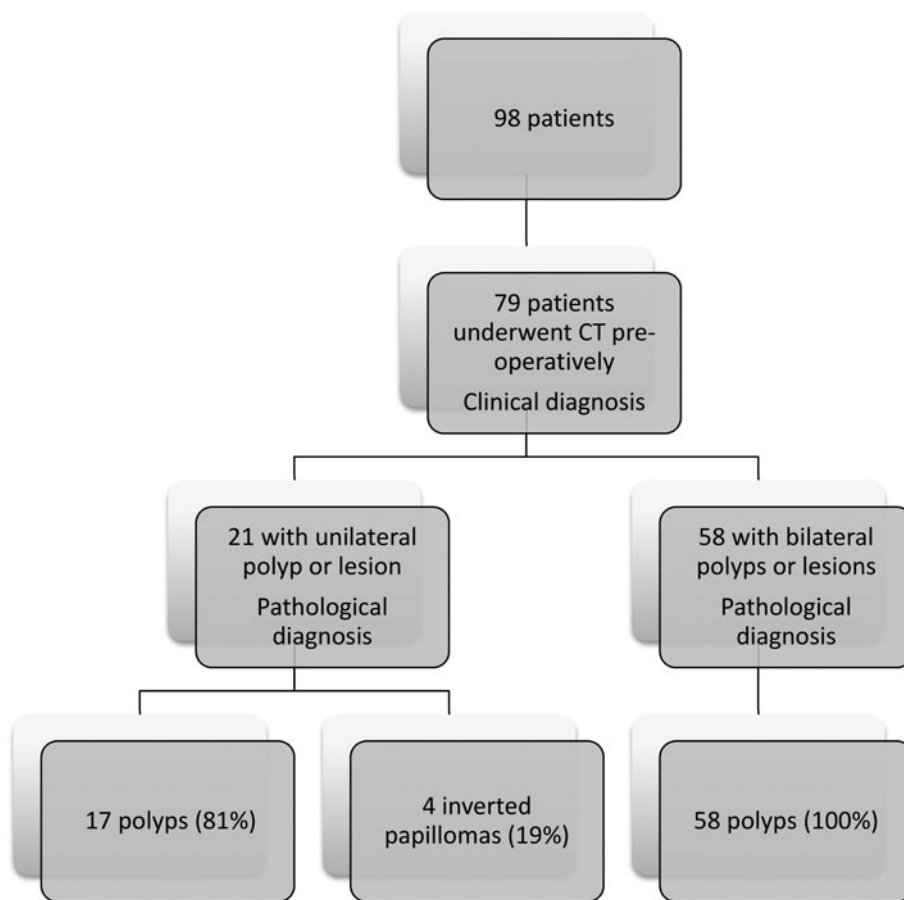 98 patients
79 patients
underwent CT pre-
operatively
Clinical diagnosis
21 with unilateral
polyp or lesion
Pathological
diagnosis
58 with bilateral
polyps or lesions
Pathological
diagnosis
17 polyps (81%)
4 inverted
papillomas (19%)
58 polyps (100%)